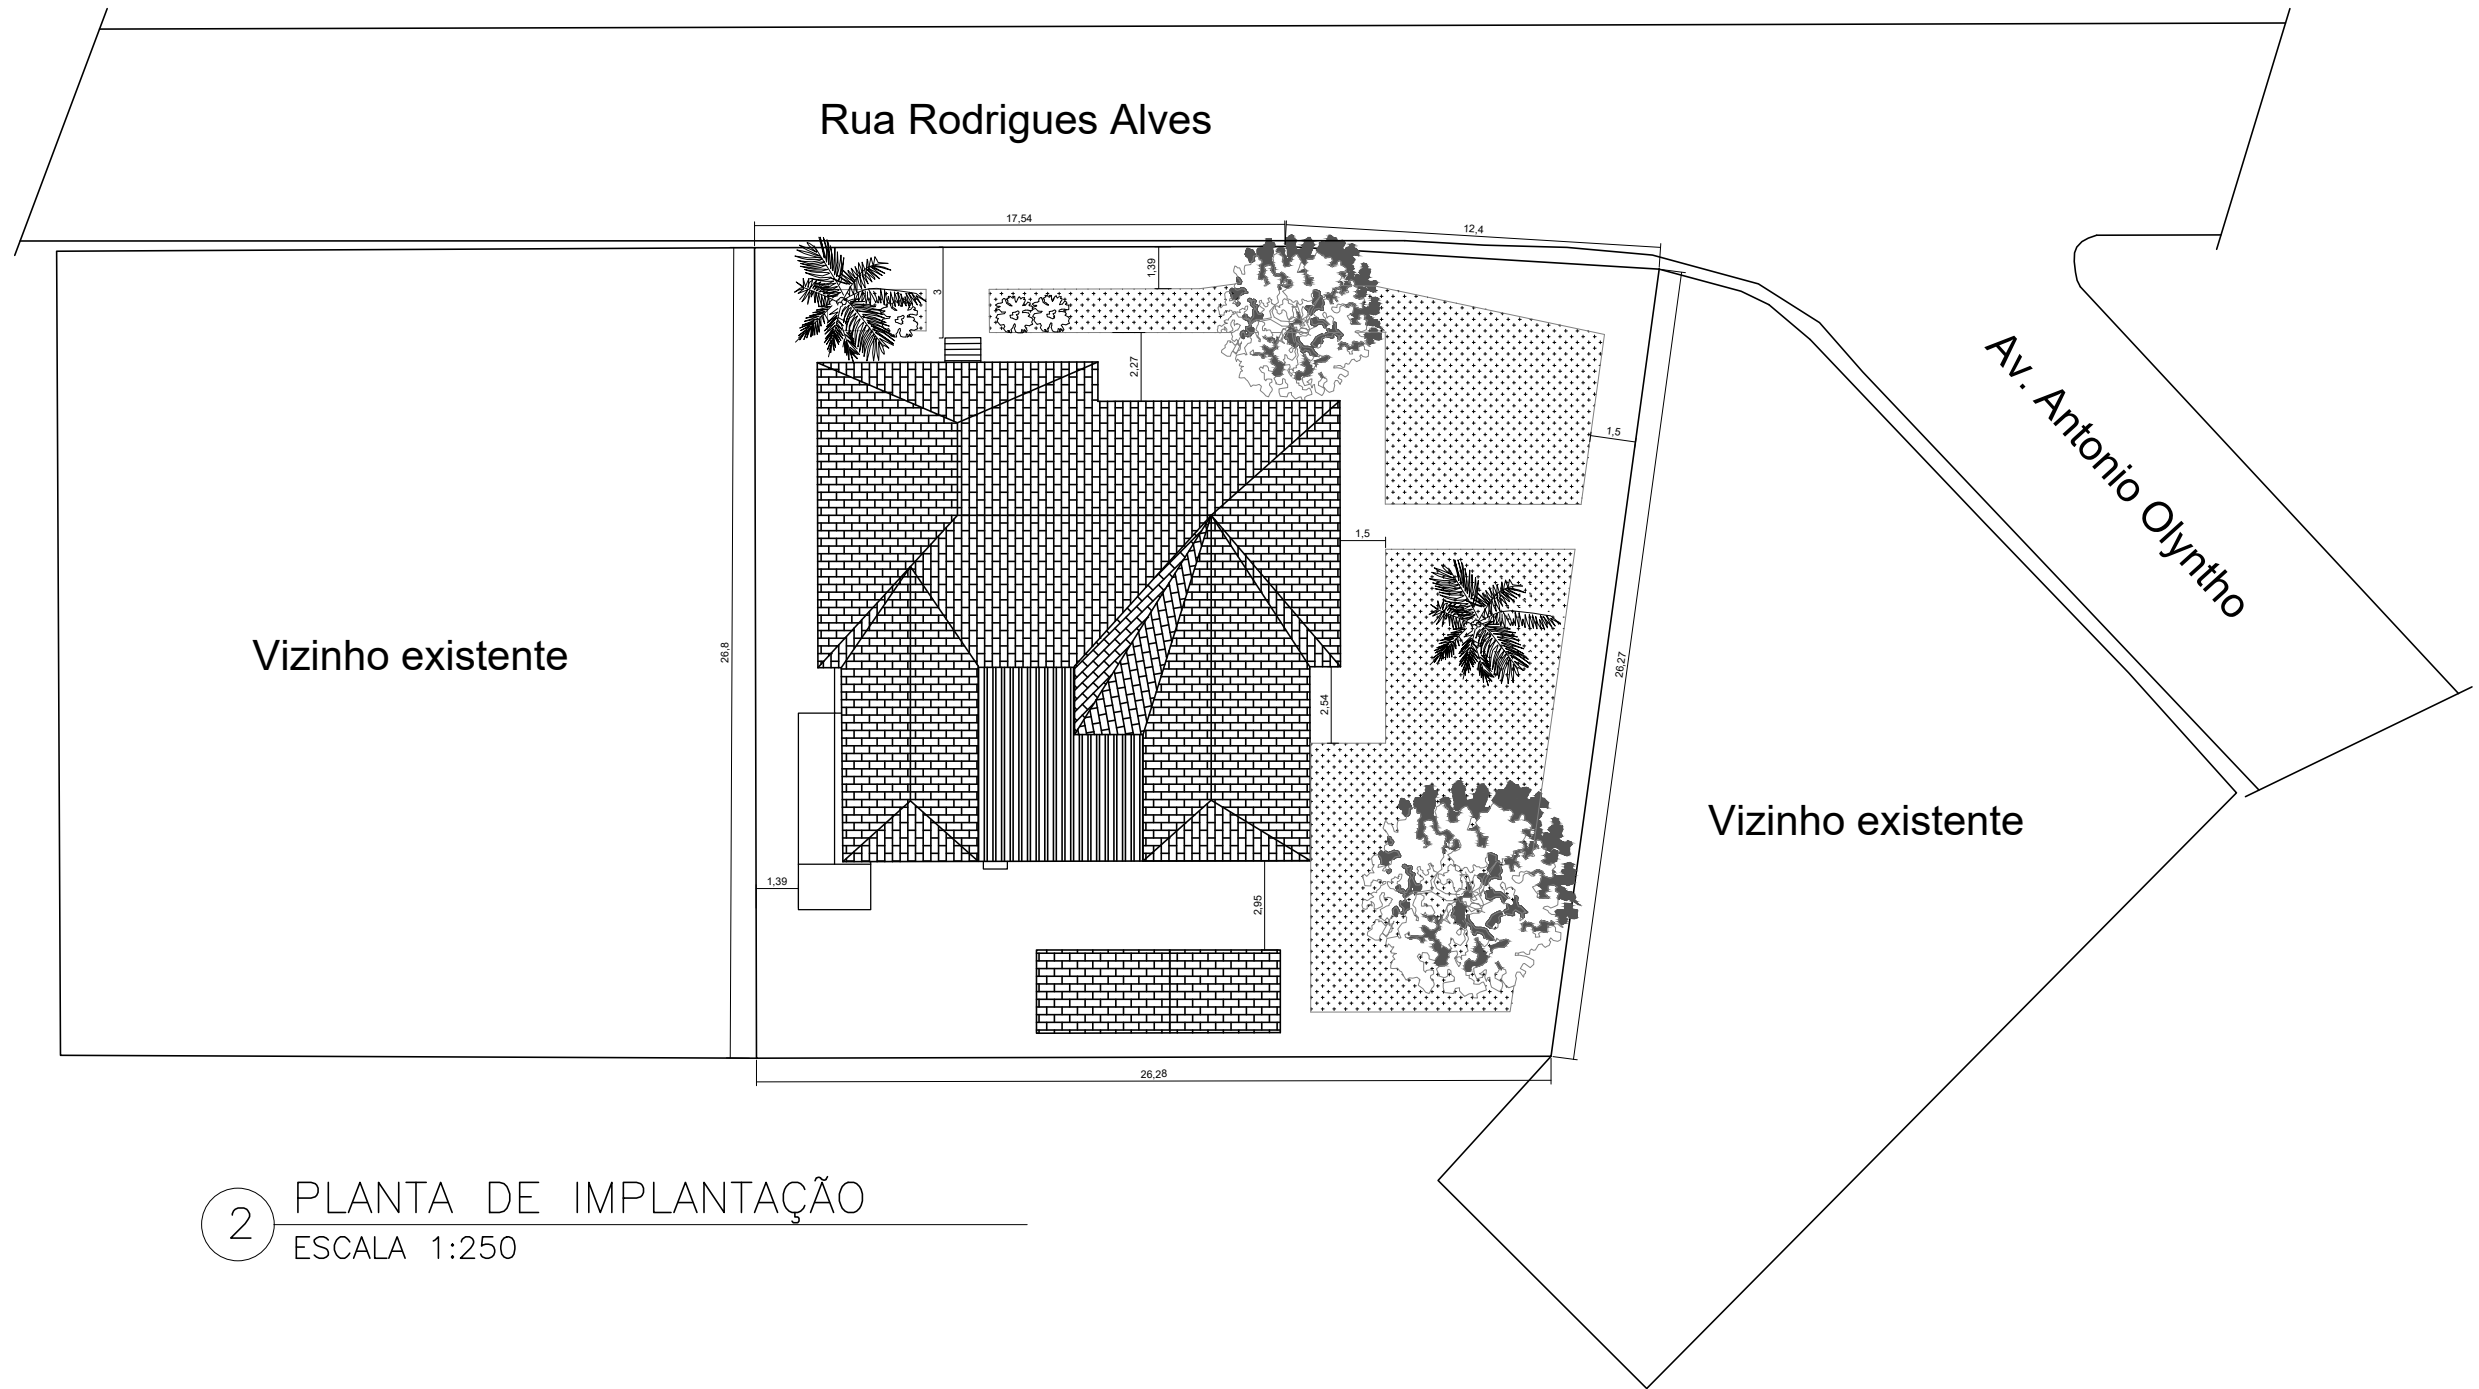 Rua Rodrigues Alves
17,54
12,4
1,39
3
2,27
Av. Antonio Olyntho
1,5
1,5
Vizinho existente
26,8
26,27
2,54
Vizinho existente
1,39
2,95
26,28
2
PLANTA DE IMPLANTAÇÃO
ESCALA 1:250